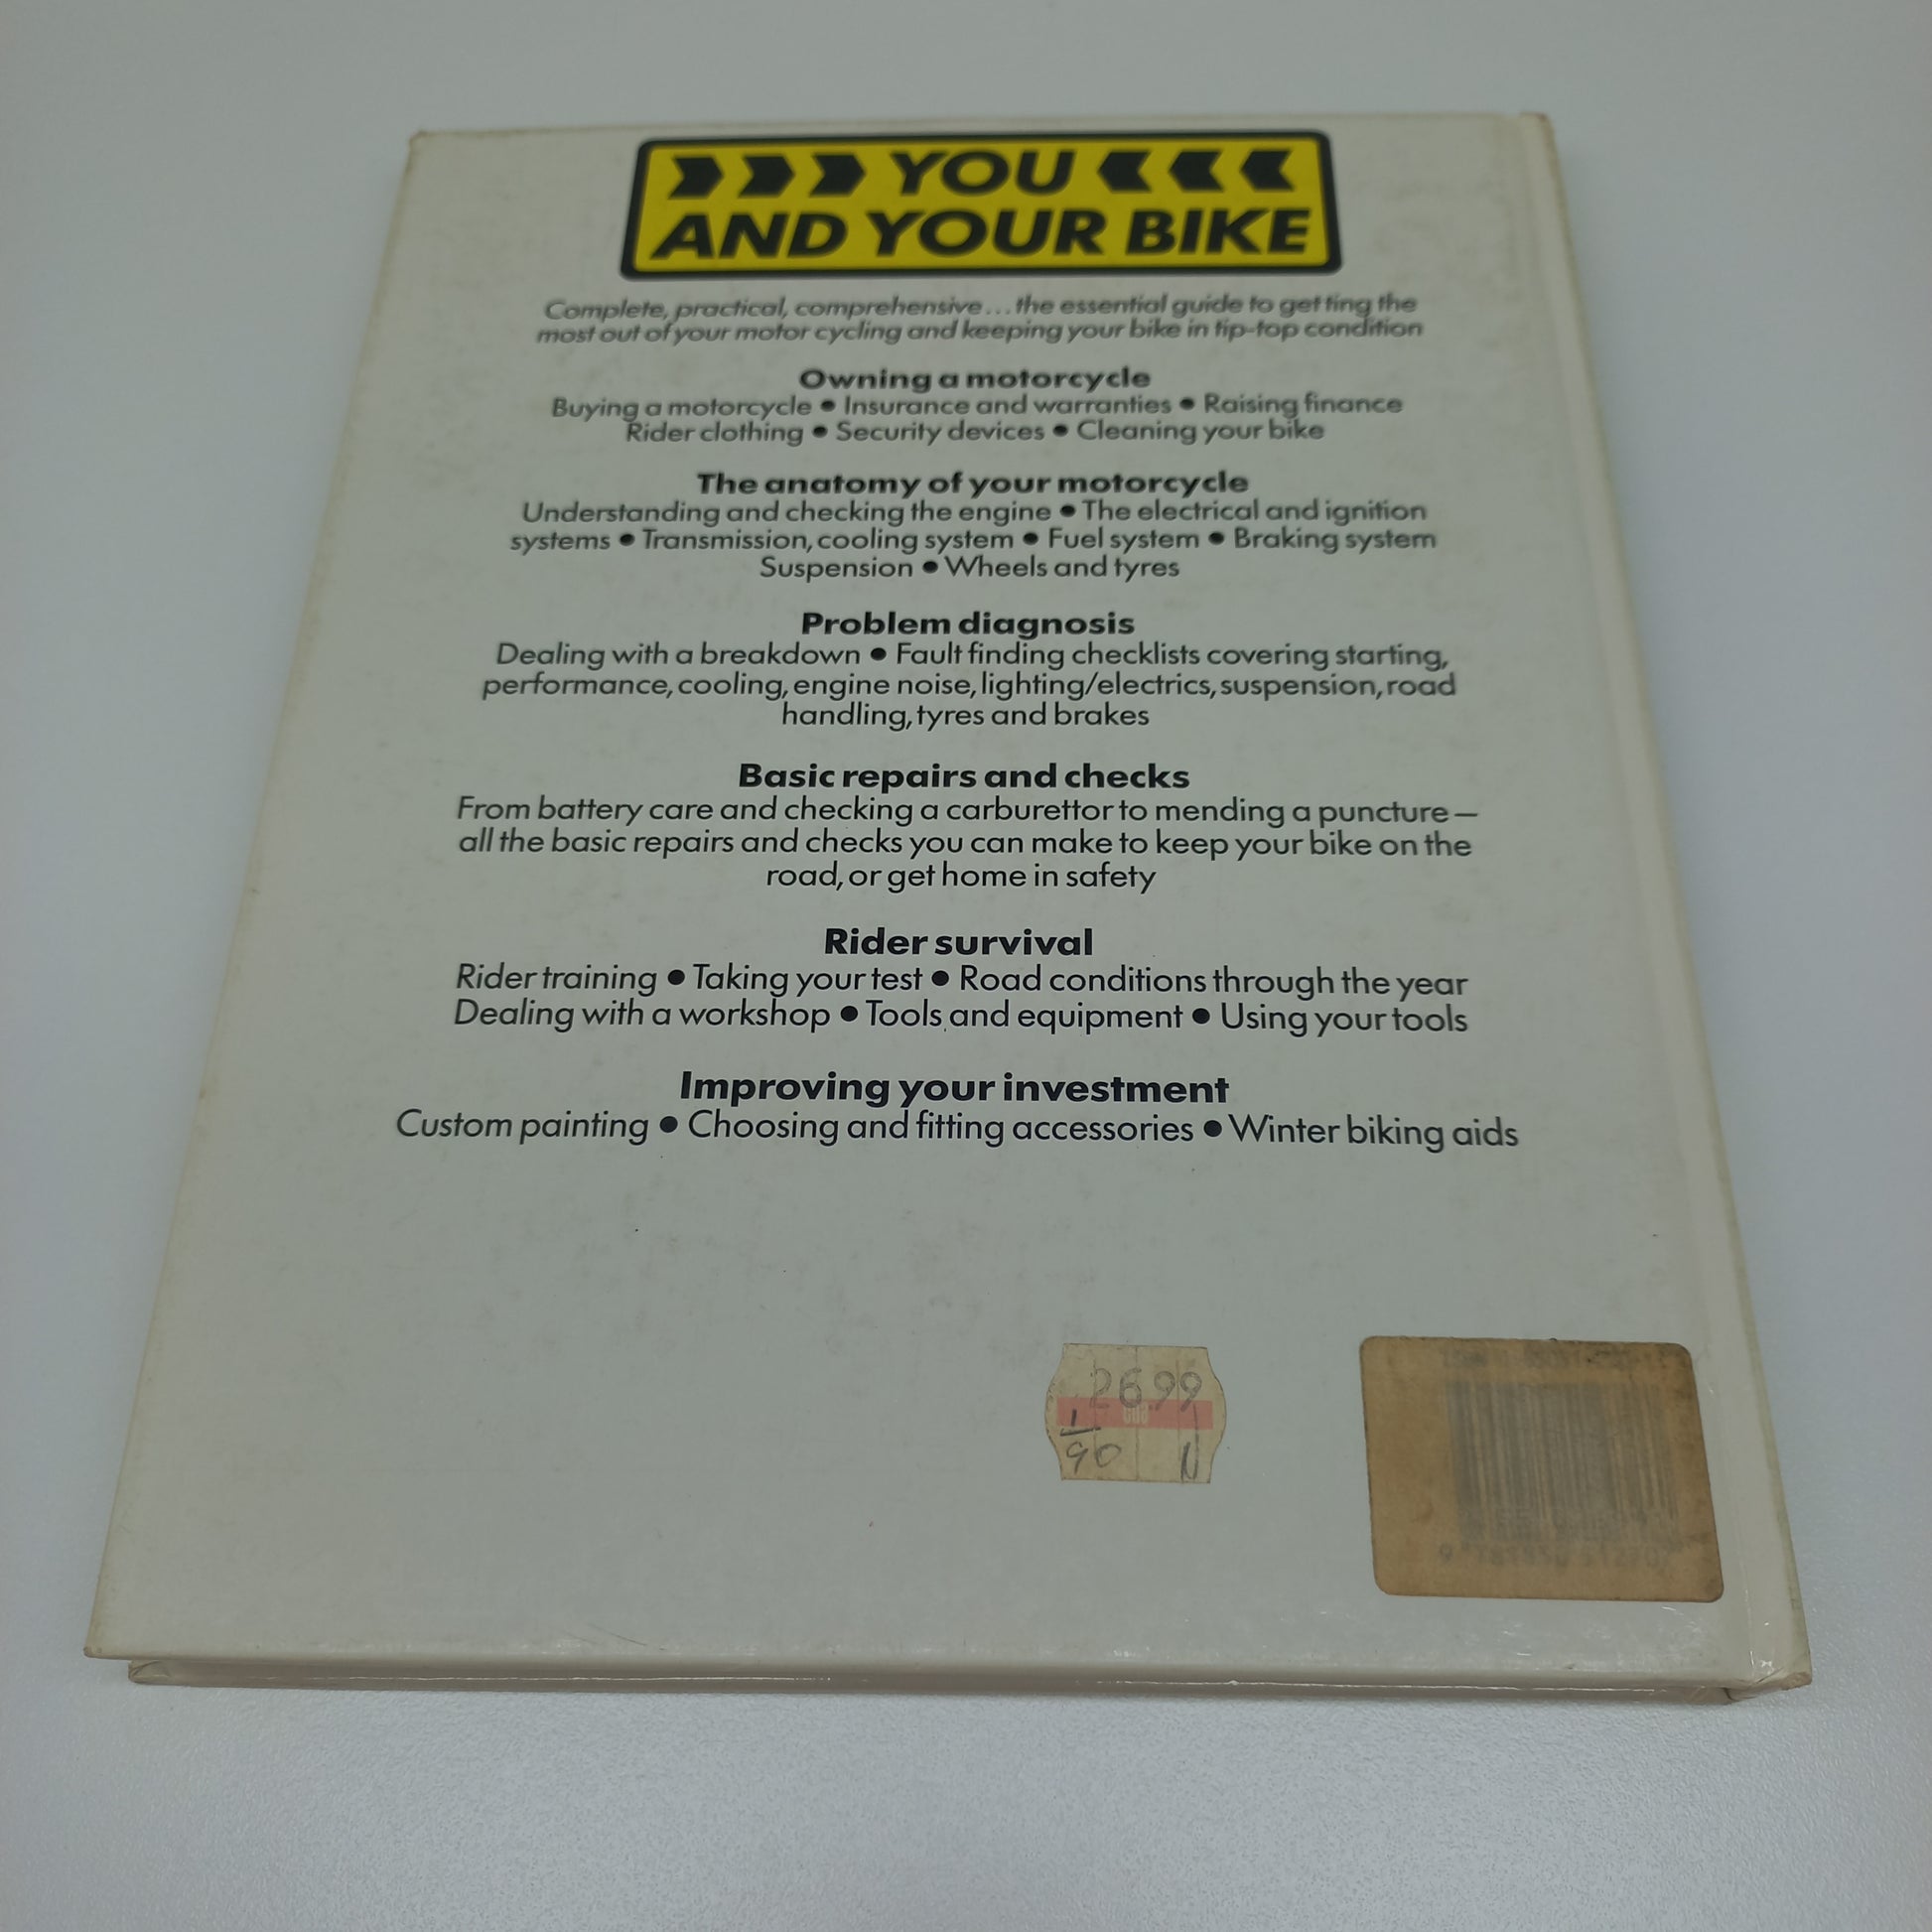 YOU
AND YOUR BIKE
Complete, practical, comprehensive... the essential guide to getting the
most out of your motor cycling and keeping your bike in tip-top condition
Owning a motorcycle
Buying a motorcycle • Insurance and warranties • Raising finance
Rider clothing • Security devices • Cleaning your bike
The anatomy of your motorcycle
Understanding and checking the engine • The electrical and ignition
systems • Transmission, cooling system • Fuel system • Braking system
Suspension • Wheels and tyres
Problem diagnosis
Dealing with a breakdown • Fault finding checklists covering starting,
performance, cooling, engine noise, lighting/electrics, suspension, road
handling, tyres and brakes
Basic repairs and checks
From battery care and checking a carburettor to mending a puncture—
all the basic repairs and checks you can make to keep your bike on the
road, or get home in safety
Rider survival
Rider training • Taking your test • Road conditions through the year
Dealing with a workshop • Tools and equipment • Using your tools
Improving your investment
Custom painting • Choosing and fitting accessories • Winter biking aids
26.99
1/90 N